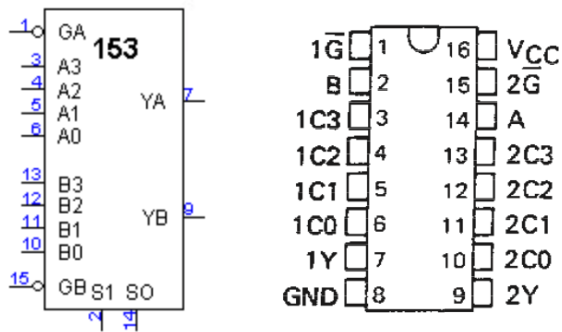 1 GA
153
3 A3
4 A2
5 A1
6 A0
YA 7
13 B3
12 B2
11 B1
10 B0
YB 9
15 GB S1 S0
2 14
1G̅ 1 16 VCC
B 2 15 2G̅
1C3 3 14 A
1C2 4 13 2C3
1C1 5 12 2C2
1C0 6 11 2C1
1Y 7 10 2C0
GND 8 9 2Y